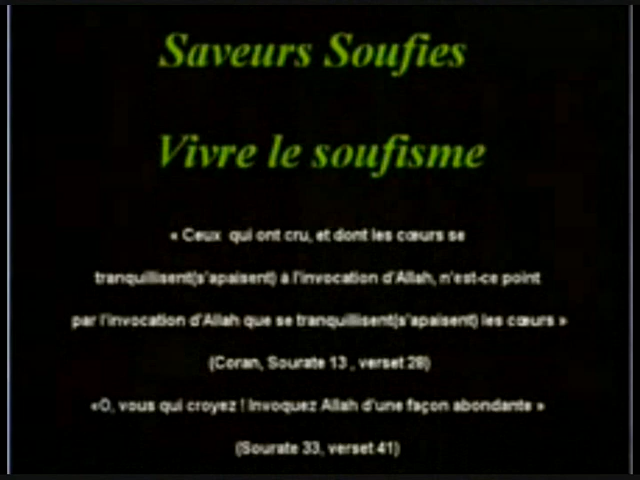 Saveurs Soufies
Vivre le soufisme
« Ceux qui ont cru, et dont les cœurs se
tranquillisent(s'apaisent) à l'invocation d'Allah, n'est-ce point
par l'invocation d'Allah que se tranquillisent(s'apaisent) les cœurs »
(Coran, Sourate 13 , verset 28)
«O, vous qui croyez ! Invoquez Allah d'une façon abondante »
(Sourate 33, verset 41)